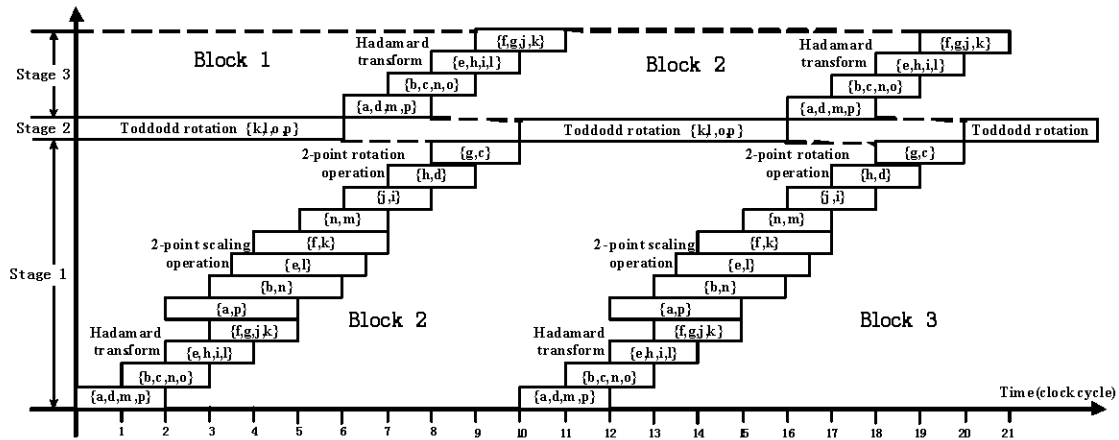 {f,g,j,k}
{f,g,j,k}
Hadamard
transform
Hadamard
transform
Block 1
{e,h,i,l}
Block 2
{e,h,i,l}
Stage 3
{b,c,n,o}
{b,c,n,o}
{a,d,m,p}
{a,d,m,p}
Stage 2
Toddodd rotation {k,l,o,p}
Toddodd rotation {k,l,o,p}
Toddodd rotation
2-point rotation
operation
{g,c}
2-point rotation
operation
{g,c}
{h,d}
{h,d}
{j,i}
{j,i}
{n,m}
{n,m}
2-point scaling
operation
{f,k}
2-point scaling
operation
{f,k}
Stage 1
{e,l}
{e,l}
{b,n}
{b,n}
{a,p}
{a,p}
Block 2
Block 3
Hadamard
transform
{f,g,j,k}
Hadamard
transform
{f,g,j,k}
{e,h,i,l}
{e,h,i,l}
{b,c,n,o}
{b,c,n,o}
{a,d,m,p}
{a,d,m,p}
Time(clock cycle)
1 2 3 4 5 6 7 8 9 10 11 12 13 14 15 16 17 18 19 20 21